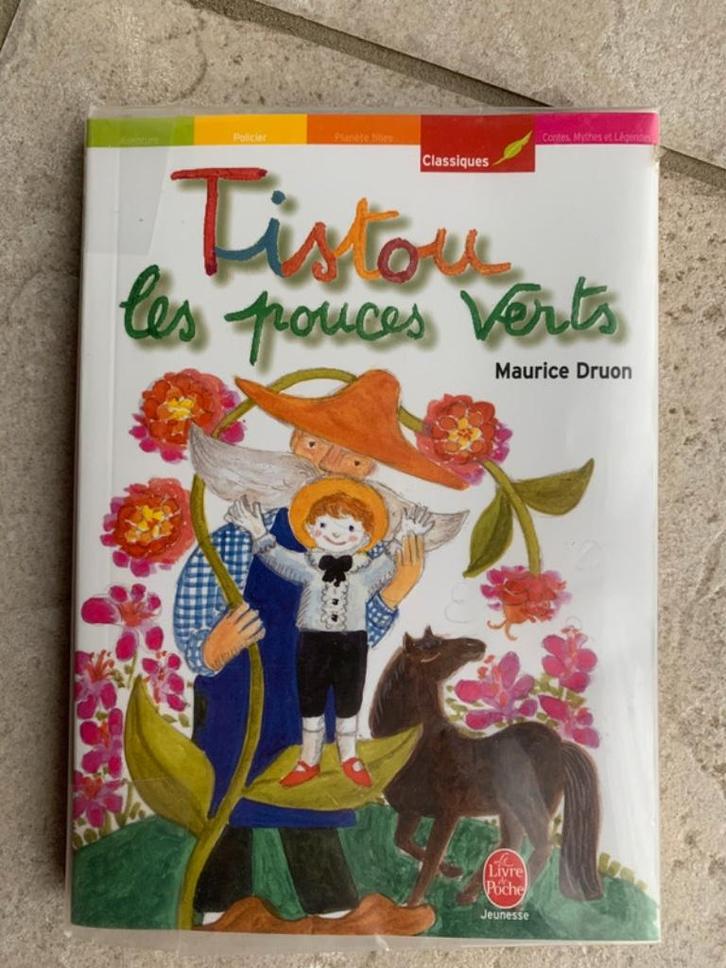 Aventure
Policier
Planète filles
Classiques
Contes, Mythes et Légendes
Tistou
les pouces verts
Maurice Druon
Le
Livre
de
Poche
Jeunesse